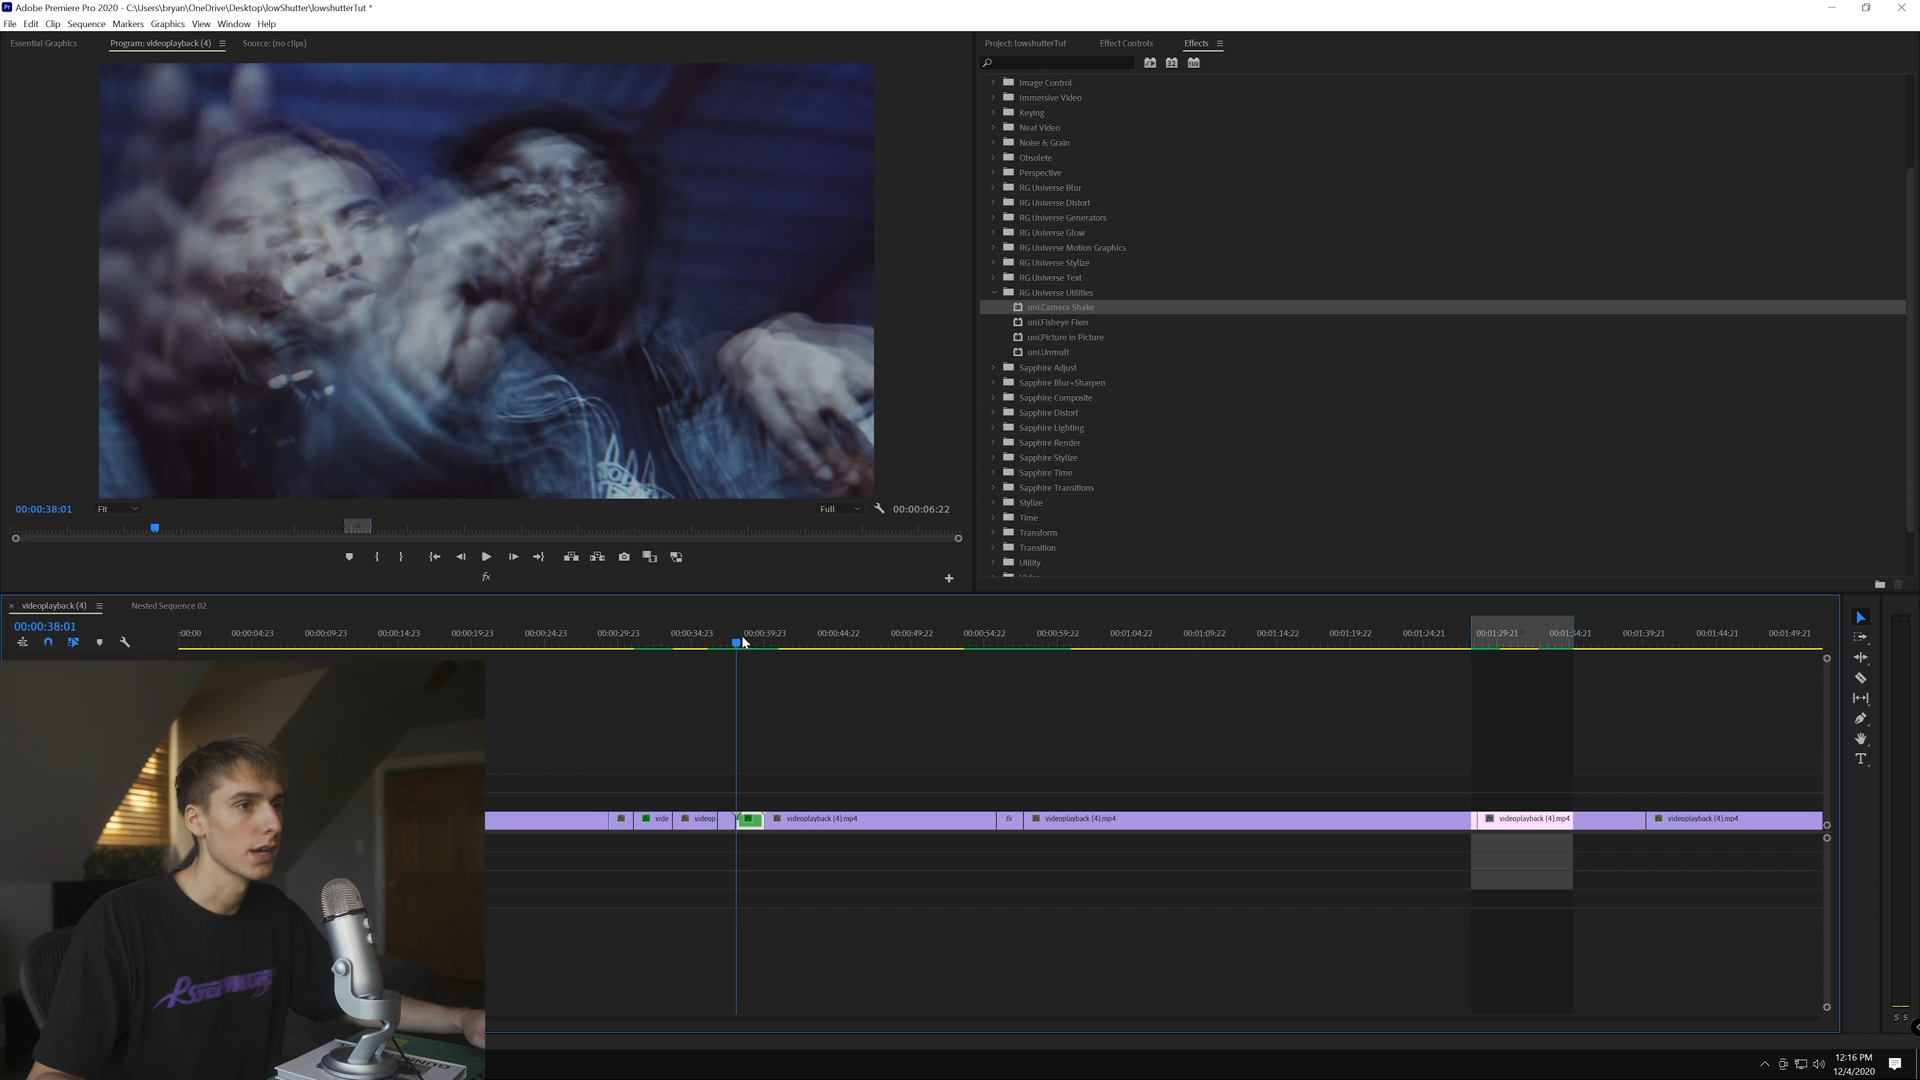 Adobe Premiere Pro 2020 - C:\Users\bryan\OneDrive\Desktop\lowShutter\lowshutterTut *
File Edit Clip Sequence Markers Graphics View Window Help
Essential Graphics Program: videoplayback (4) Source: (no clips)
Project: lowshutterTut Effect Controls Effects
Image Control
Immersive Video
Keying
Neat Video
Noise & Grain
Obsolete
Perspective
RG Universe Blur
RG Universe Distort
RG Universe Generators
RG Universe Glow
RG Universe Motion Graphics
RG Universe Stylize
RG Universe Text
RG Universe Utilities
uni.Camera Shake
uni.Fisheye Fixer
uni.Picture in Picture
uni.Unmult
Sapphire Adjust
Sapphire Blur+Sharpen
Sapphire Composite
Sapphire Distort
Sapphire Lighting
Sapphire Render
Sapphire Stylize
Sapphire Time
Sapphire Transitions
Stylize
Time
Transform
Transition
Utility
00:00:38:01 Fit Full 00:00:06:22
fx
videoplayback (4) Nested Sequence 02
00:00:38:01
:00:00 00:00:04:23 00:00:09:23 00:00:14:23 00:00:19:23 00:00:24:23 00:00:29:23 00:00:34:23 00:00:39:23 00:00:44:22 00:00:49:22 00:00:54:22 00:00:59:22 00:01:04:22 00:01:09:22 00:01:14:22 00:01:19:22 00:01:24:21 00:01:29:21 00:01:34:21 00:01:39:21 00:01:44:21 00:01:49:21
vide videop videoplayback (4).mp4 fx videoplayback (4).mp4 videoplayback (4).mp4 videoplayback (4).mp4
S S
12:16 PM
12/4/2020